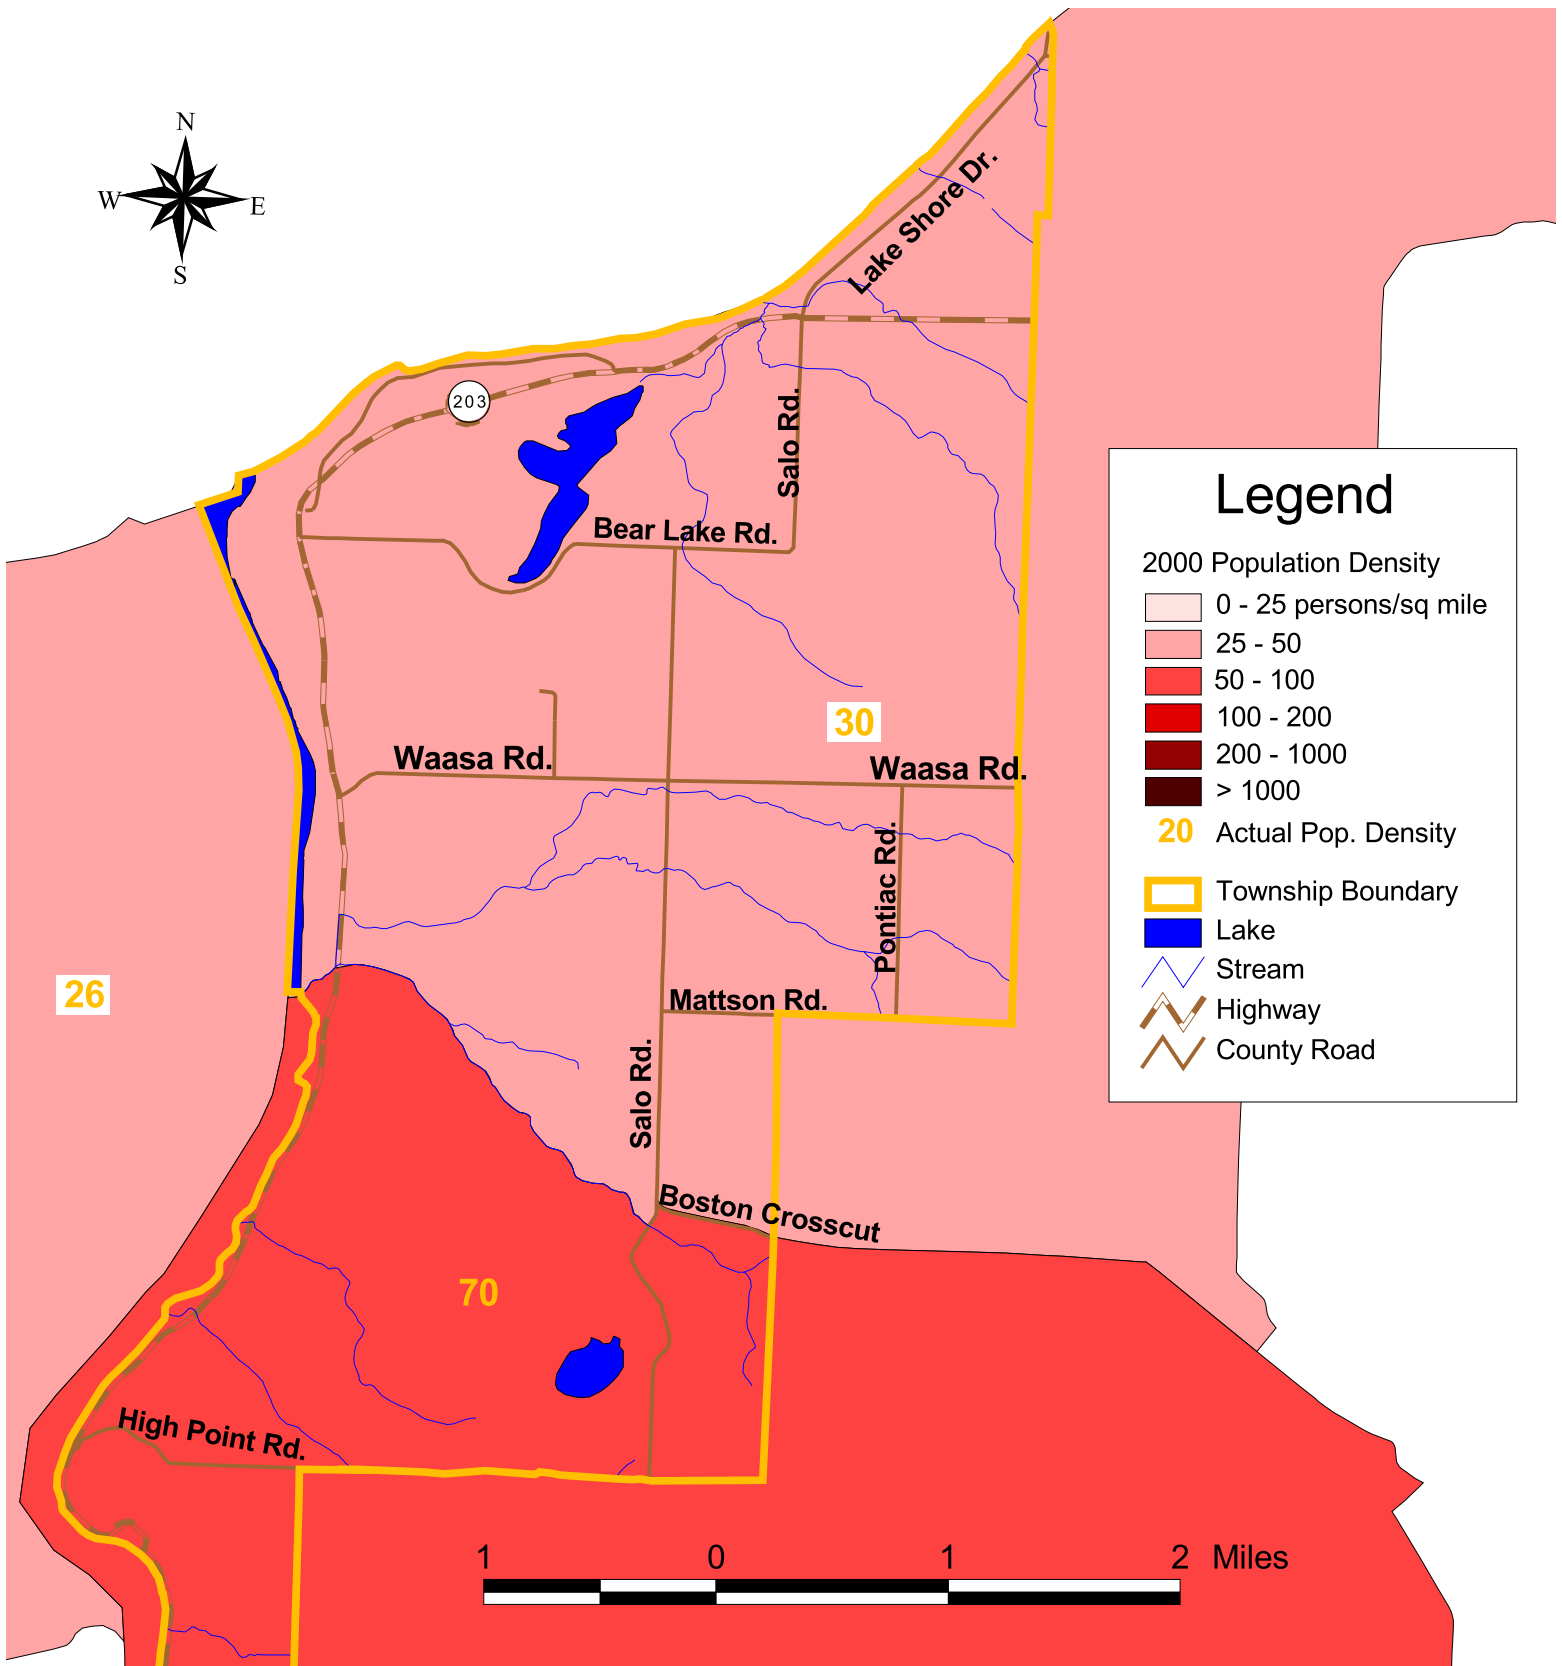 N
W
E
S
Lake Shore Dr.
203
Salo Rd.
Bear Lake Rd.
Legend
2000 Population Density
0 - 25 persons/sq mile
25 - 50
50 - 100
100 - 200
200 - 1000
> 1000
20 Actual Pop. Density
Township Boundary
Lake
Stream
Highway
County Road
30
Waasa Rd.
Waasa Rd.
Pontiac Rd.
26
Mattson Rd.
Salo Rd.
Boston Crosscut
70
High Point Rd.
1 0 1 2 Miles